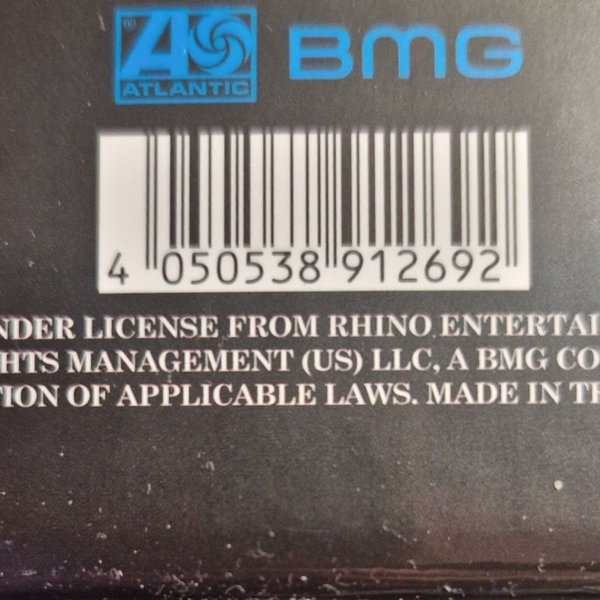 ® ATLANTIC BMG
4 050538 912692
NDER LICENSE FROM RHINO ENTERTAI
HTS MANAGEMENT (US) LLC, A BMG CO
TION OF APPLICABLE LAWS. MADE IN TH